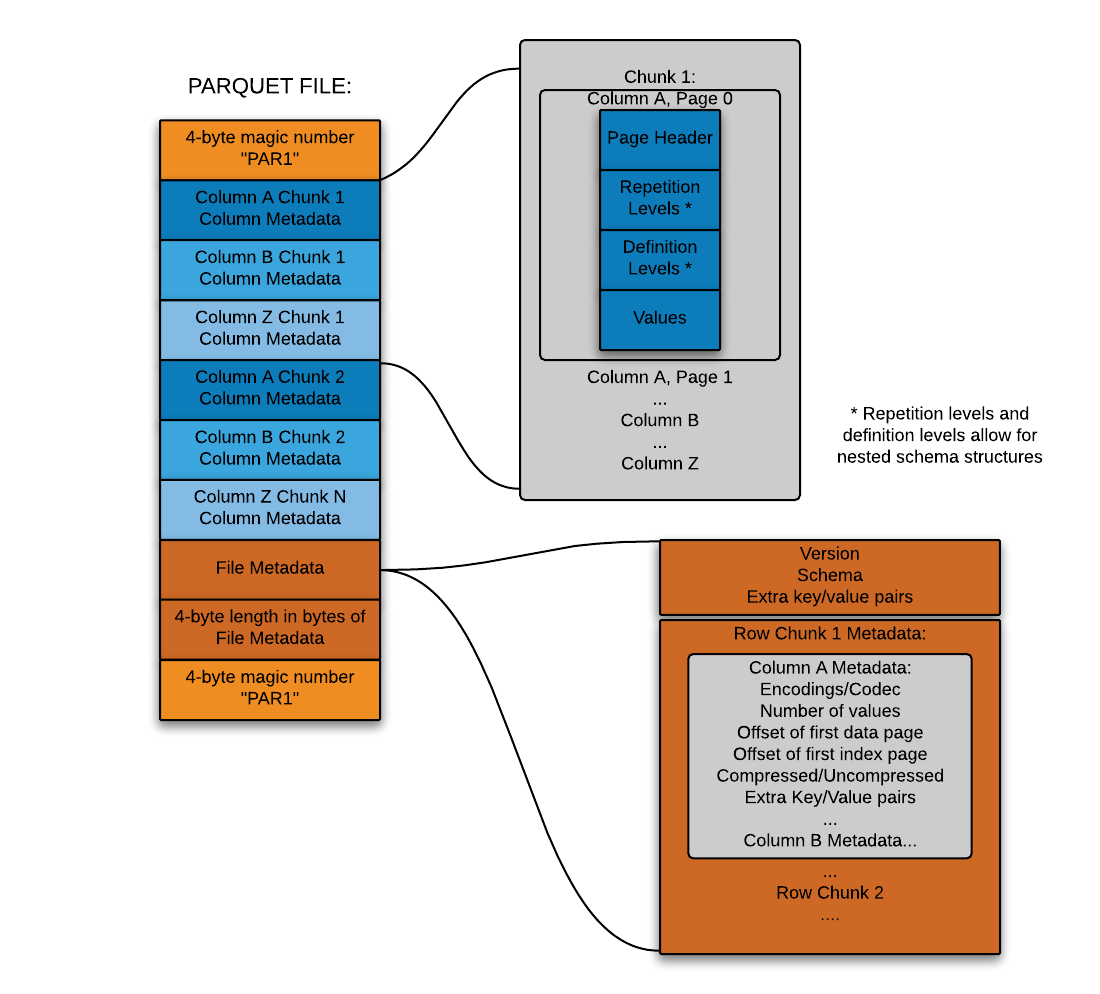 PARQUET FILE:
4-byte magic number
"PAR1"
Column A Chunk 1
Column Metadata
Column B Chunk 1
Column Metadata
Column Z Chunk 1
Column Metadata
Column A Chunk 2
Column Metadata
Column B Chunk 2
Column Metadata
Column Z Chunk N
Column Metadata
File Metadata
4-byte length in bytes of
File Metadata
4-byte magic number
"PAR1"
Chunk 1:
Column A, Page 0
Page Header
Repetition
Levels *
Definition
Levels *
Values
Column A, Page 1
...
Column B
...
Column Z
* Repetition levels and
definition levels allow for
nested schema structures
Version
Schema
Extra key/value pairs
Row Chunk 1 Metadata:
Column A Metadata:
Encodings/Codec
Number of values
Offset of first data page
Offset of first index page
Compressed/Uncompressed
Extra Key/Value pairs
...
Column B Metadata...
...
Row Chunk 2
....